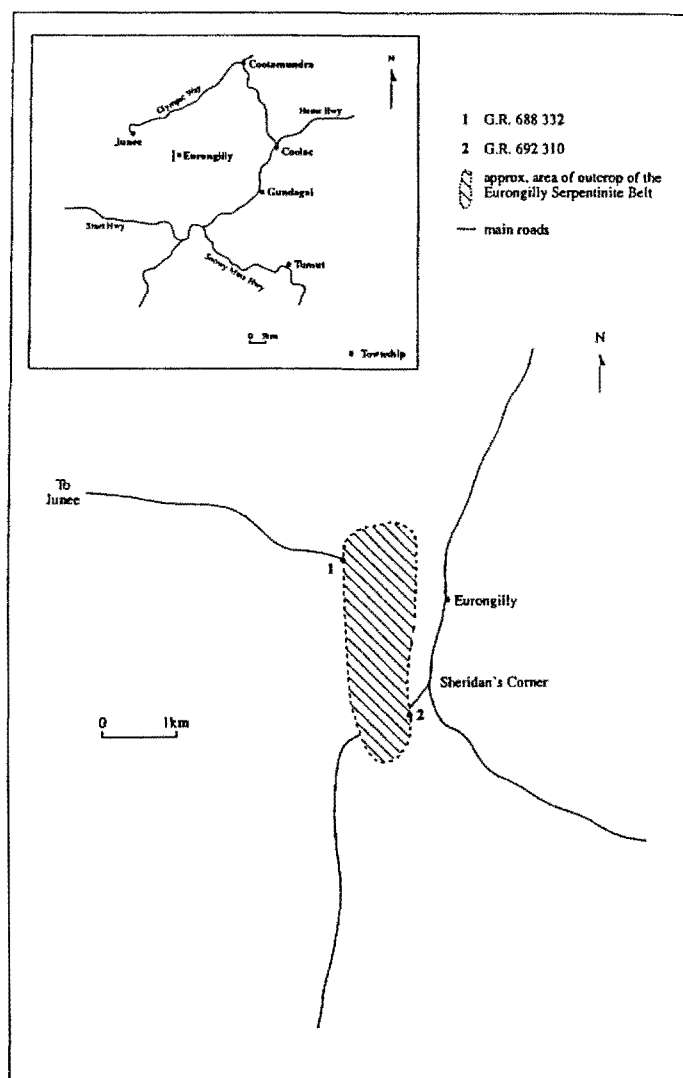 Cootamundra
N
Olympic Way
Hume Hwy
Junee
Eurongilly
Coolac
Gundagai
Sturt Hwy
Snowy Mtns Hwy
Tumut
0 5km
Township
1 G.R. 688 332
2 G.R. 692 310
approx. area of outcrop of the
Eurongilly Serpentinite Belt
main roads
N
To
Junee
1
Eurongilly
Sheridan's Corner
2
0 1km